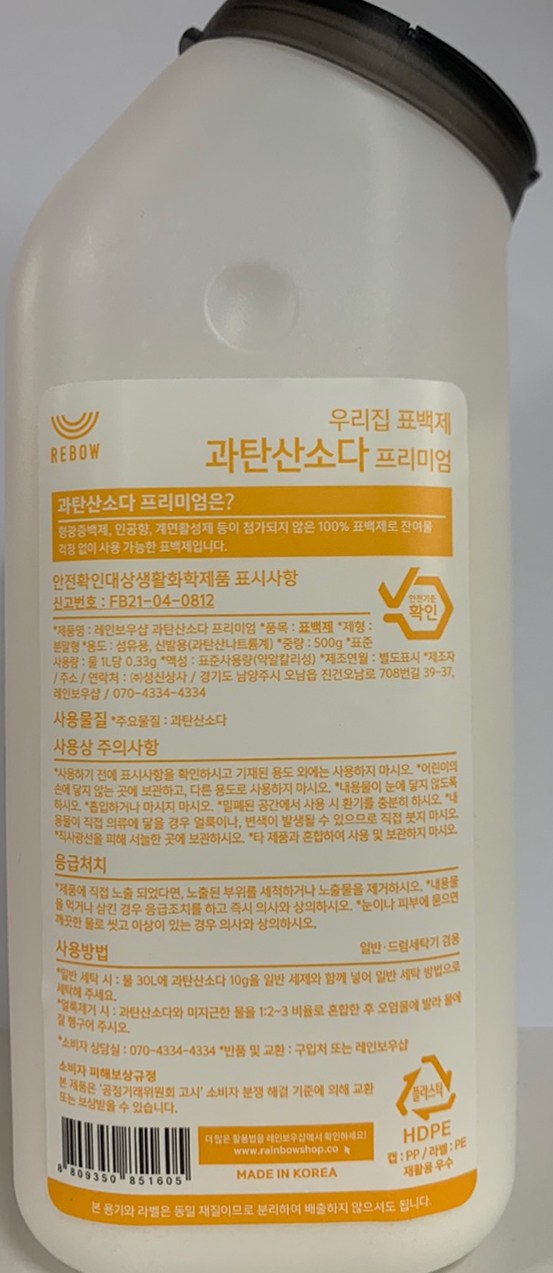 우리집 표백제
REBOW
과탄산소다 프리미엄
과탄산소다 프리미엄은?
형광증백제, 인공향, 계면활성제 등이 첨가되지 않은 100% 표백제로 잔여물
걱정 없이 사용 가능한 표백제입니다.
안전확인대상생활화학제품 표시사항
신고번호 : FB21-04-0812
안전기준
확인
*제품명 : 레인보우샵 과탄산소다 프리미엄 *품목 : 표백제 *제형 :
분말형 *용도 : 섬유용, 신발용(과탄산나트륨계) *중량 : 500g *표준
사용량 : 물 1L당 0.33g *액성 : 표준사용량(약알칼리성) *제조연월 : 별도표시 *제조자
/ 주소 / 연락처 : ㈜성신상사 / 경기도 남양주시 오남읍 진건오남로 708번길 39-37,
레인보우샵 / 070-4334-4334
사용물질 *주요물질 : 과탄산소다
사용상 주의사항
*사용하기 전에 표시사항을 확인하시고 기재된 용도 외에는 사용하지 마시오. *어린이의
손에 닿지 않는 곳에 보관하고, 다른 용도로 사용하지 마시오. *내용물이 눈에 닿지 않도록
하시오. *흡입하거나 마시지 마시오. *밀폐된 공간에서 사용 시 환기를 충분히 하시오. *내
용물이 직접 의류에 닿을 경우 얼룩이나, 변색이 발생될 수 있으므로 직접 붓지 마시오.
*직사광선을 피해 서늘한 곳에 보관하시오. *타 제품과 혼합하여 사용 및 보관하지 마시오.
응급처치
*제품에 직접 노출 되었다면, 노출된 부위를 세척하거나 노출물을 제거하시오. *내용물
을 먹거나 삼킨 경우 응급조치를 하고 즉시 의사와 상의하시오. *눈이나 피부에 묻으면
깨끗한 물로 씻고 이상이 있는 경우 의사와 상의하시오.
사용방법 일반·드럼세탁기 겸용
*일반 세탁 시 : 물 30L에 과탄산소다 10g을 일반 세제와 함께 넣어 일반 세탁 방법으로
세탁해 주세요.
*얼룩제거 시 : 과탄산소다와 미지근한 물을 1:2~3 비율로 혼합한 후 오염물에 발라 물에
잘 헹구어 주시오.
*소비자 상담실 : 070-4334-4334 *반품 및 교환 : 구입처 또는 레인보우샵
소비자 피해보상규정
본 제품은 '공정거래위원회 고시' 소비자 분쟁 해결 기준에 의해 교환
또는 보상받을 수 있습니다.
플라스틱
HDPE
캡 : PP / 라벨 : PE
재활용 우수
더 많은 활용법을 레인보우샵에서 확인하세요!
www.rainbowshop.co
8 809350 851605
MADE IN KOREA
본 용기와 라벨은 동일 재질이므로 분리하여 배출하지 않으셔도 됩니다.